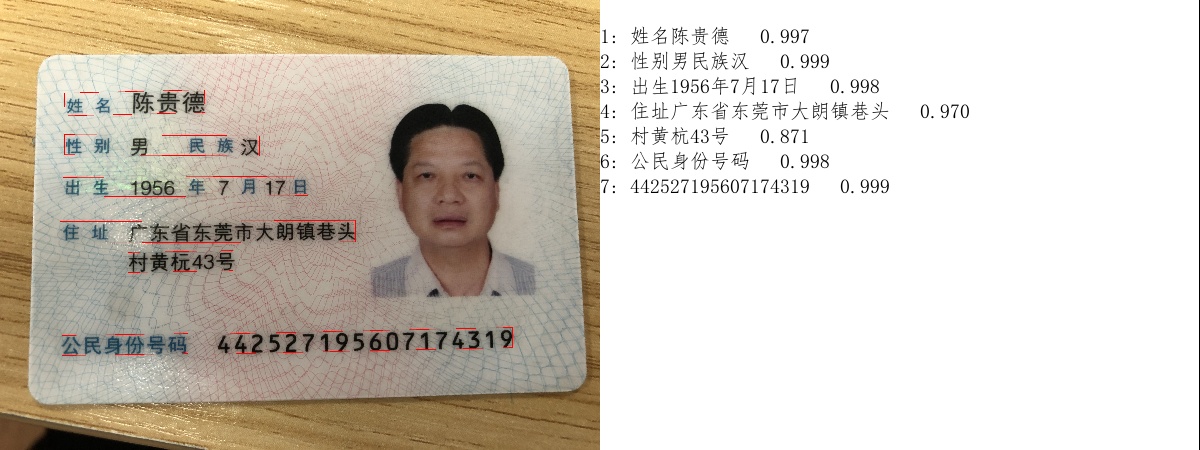 姓名 陈贵德
性别 男 民族 汉
出生 1956 年 7 月 17 日
住址 广东省东莞市大朗镇巷头
村黄杬43号
公民身份号码 442527195607174319
1: 姓名陈贵德 0.997
2: 性别男民族汉 0.999
3: 出生1956年7月17日 0.998
4: 住址广东省东莞市大朗镇巷头 0.970
5: 村黄杭43号 0.871
6: 公民身份号码 0.998
7: 442527195607174319 0.999